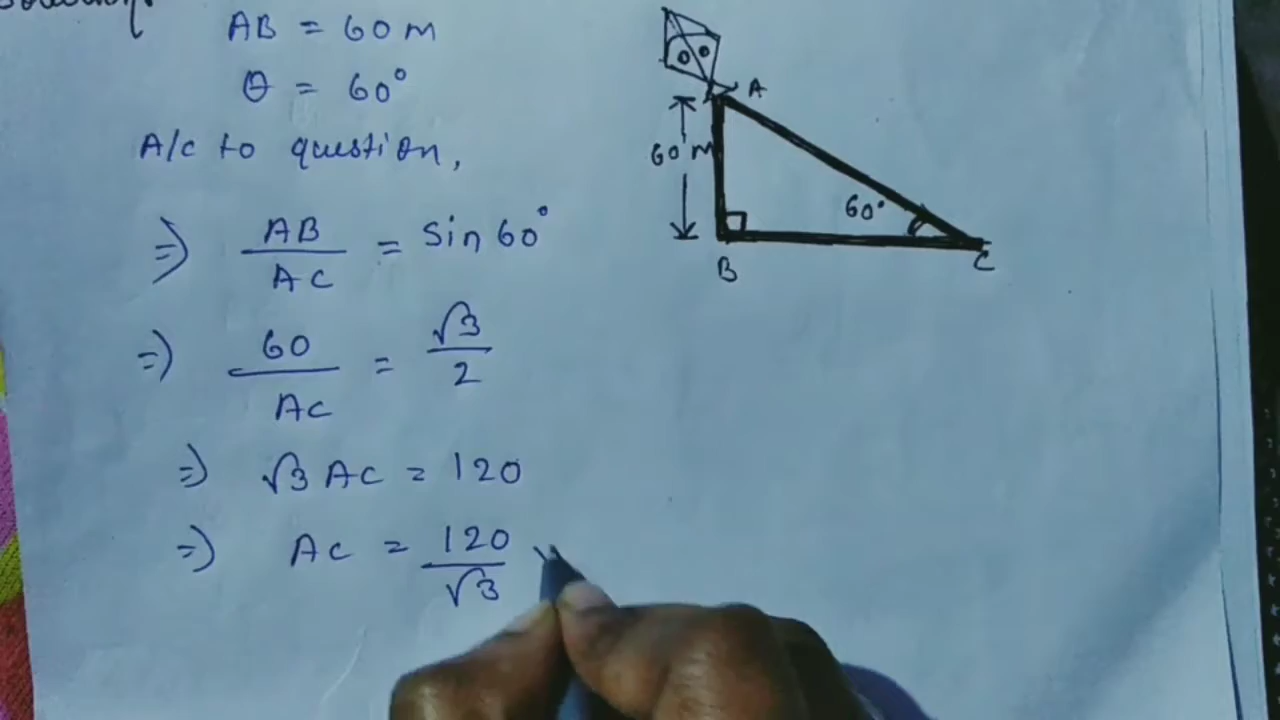 AB = 60 M
θ = 60°
A/c to question,
⇒ AB/AC = Sin 60°
⇒ 60/AC = √3/2
⇒ √3 AC = 120
⇒ AC = 120/√3
A
60 M
60°
B
C